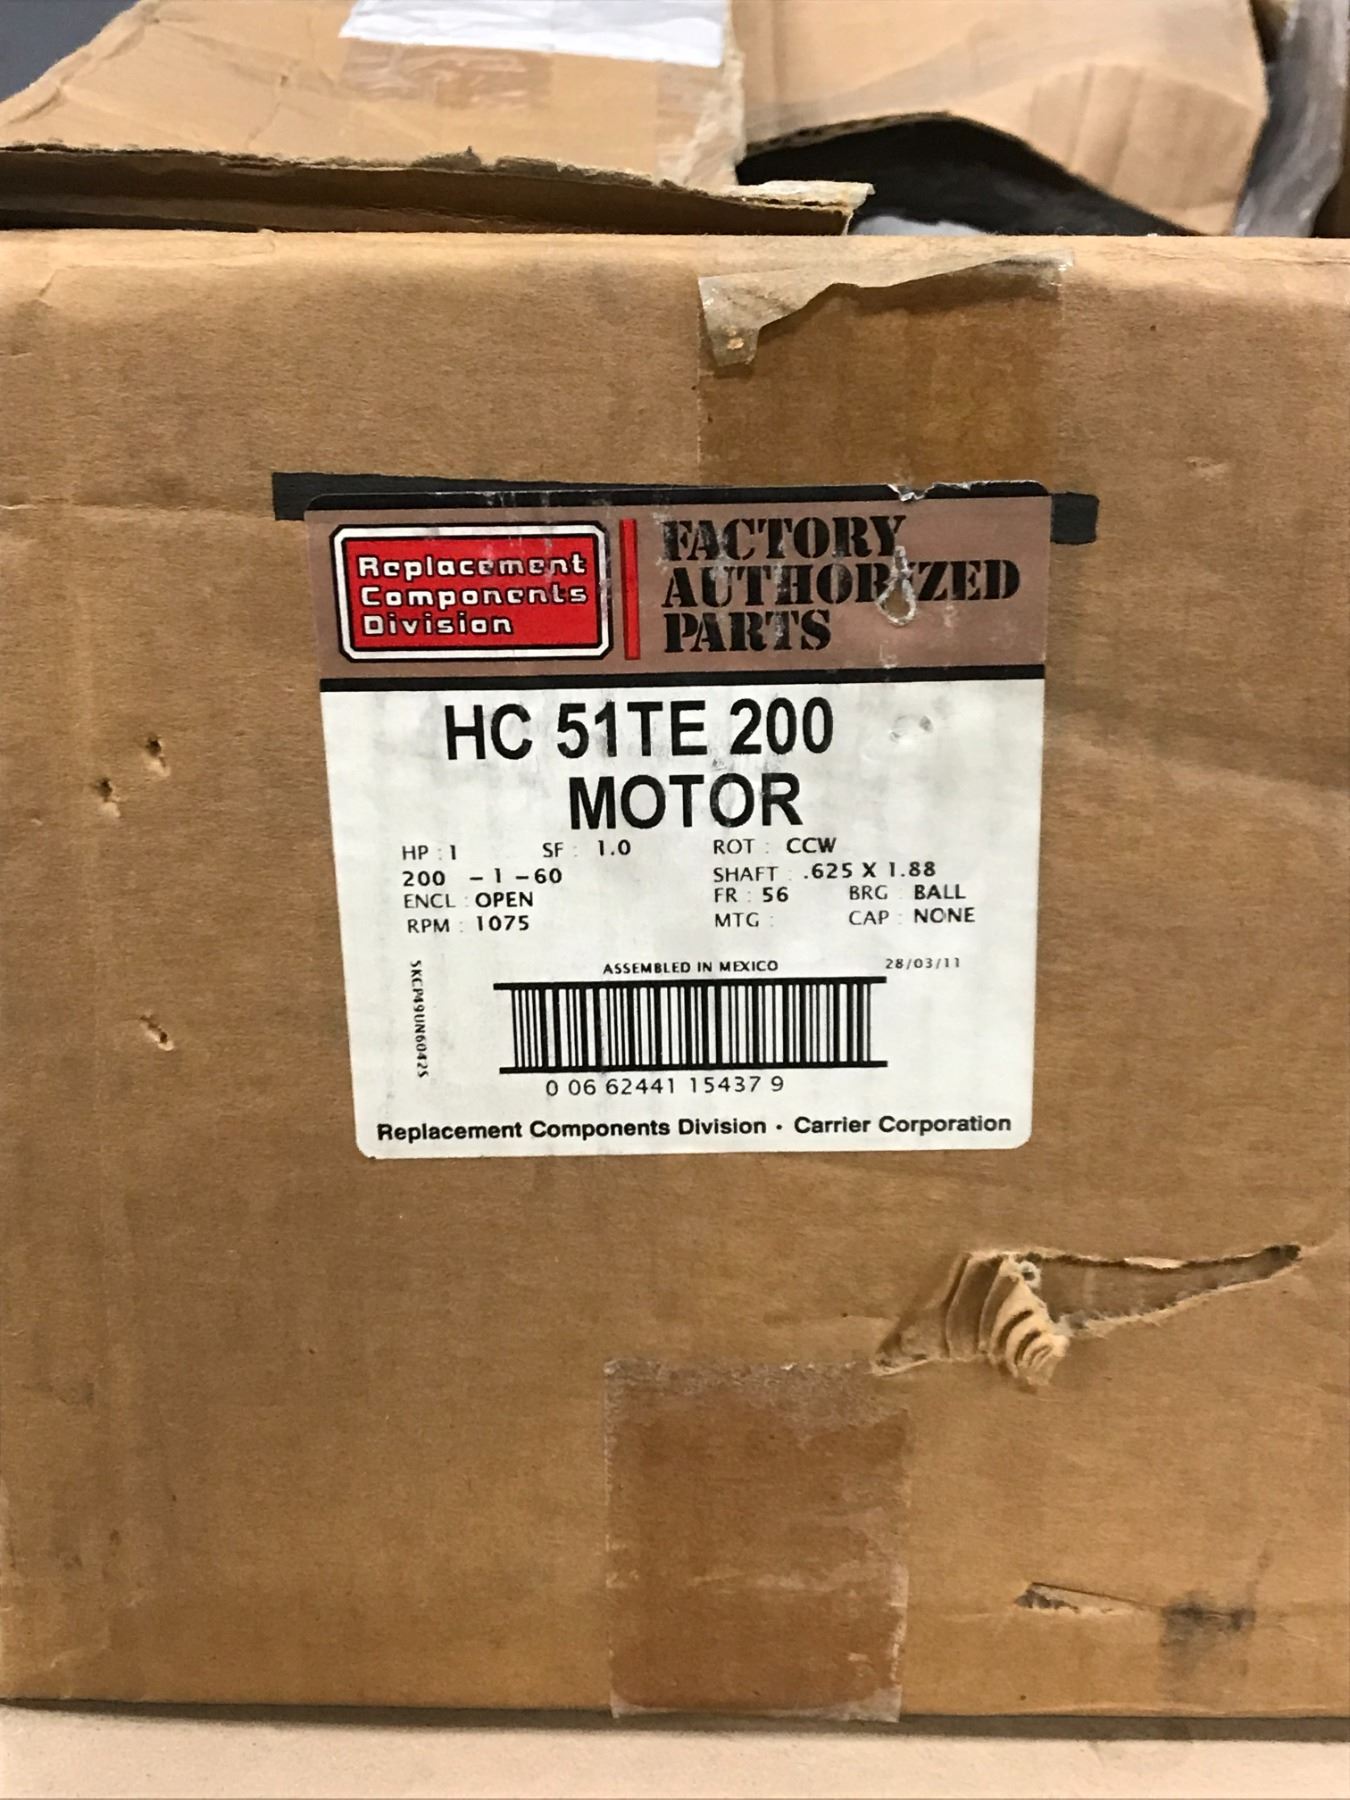 Replacement
Components
Division
FACTORY
AUTHORIZED
PARTS
HC 51TE 200
MOTOR
HP : 1 SF : 1.0 ROT : CCW
200 - 1 - 60 SHAFT : .625 X 1.88
ENCL : OPEN FR : 56 BRG : BALL
RPM : 1075 MTG : CAP : NONE
ASSEMBLED IN MEXICO 28/03/11
5KCP49UN6042S
0 06 62441 15437 9
Replacement Components Division · Carrier Corporation